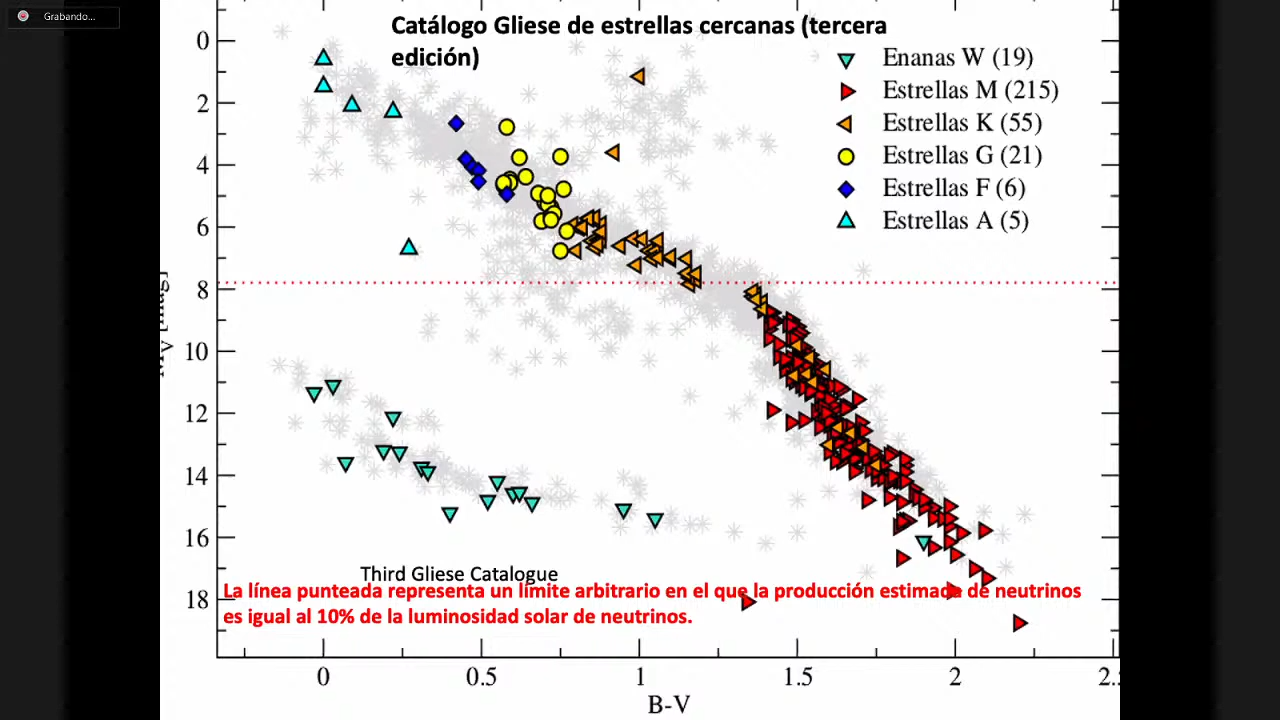 Grabando...
Catálogo Gliese de estrellas cercanas (tercera
edición)
Enanas W (19)
Estrellas M (215)
Estrellas K (55)
Estrellas G (21)
Estrellas F (6)
Estrellas A (5)
0
2
4
6
8
10
12
14
16
18
Third Gliese Catalogue
La línea punteada representa un límite arbitrario en el que la producción estimada de neutrinos
es igual al 10% de la luminosidad solar de neutrinos.
0 0.5 1 1.5 2
B-V